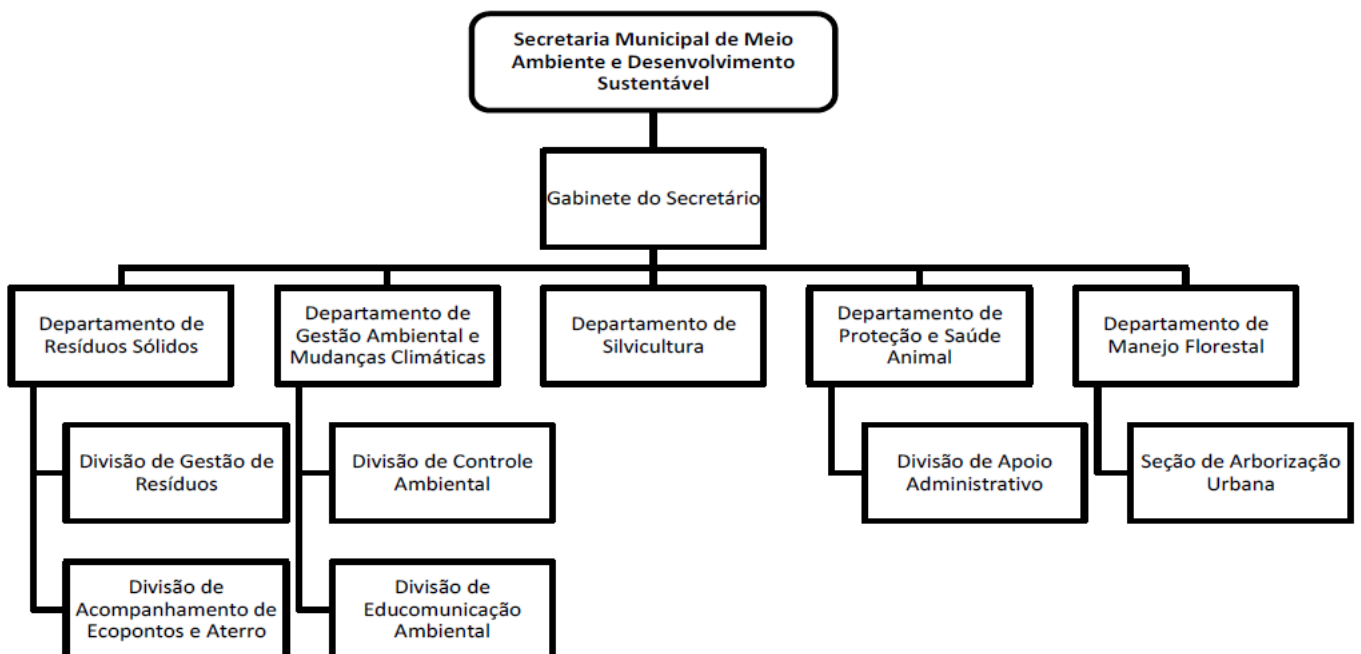 Secretaria Municipal de Meio
Ambiente e Desenvolvimento
Sustentável
Gabinete do Secretário
Departamento de
Resíduos Sólidos
Departamento de
Gestão Ambiental e
Mudanças Climáticas
Departamento de
Silvicultura
Departamento de
Proteção e Saúde
Animal
Departamento de
Manejo Florestal
Divisão de Gestão de
Resíduos
Divisão de Controle
Ambiental
Divisão de Apoio
Administrativo
Seção de Arborização
Urbana
Divisão de
Acompanhamento de
Ecopontos e Aterro
Divisão de
Educomunicação
Ambiental